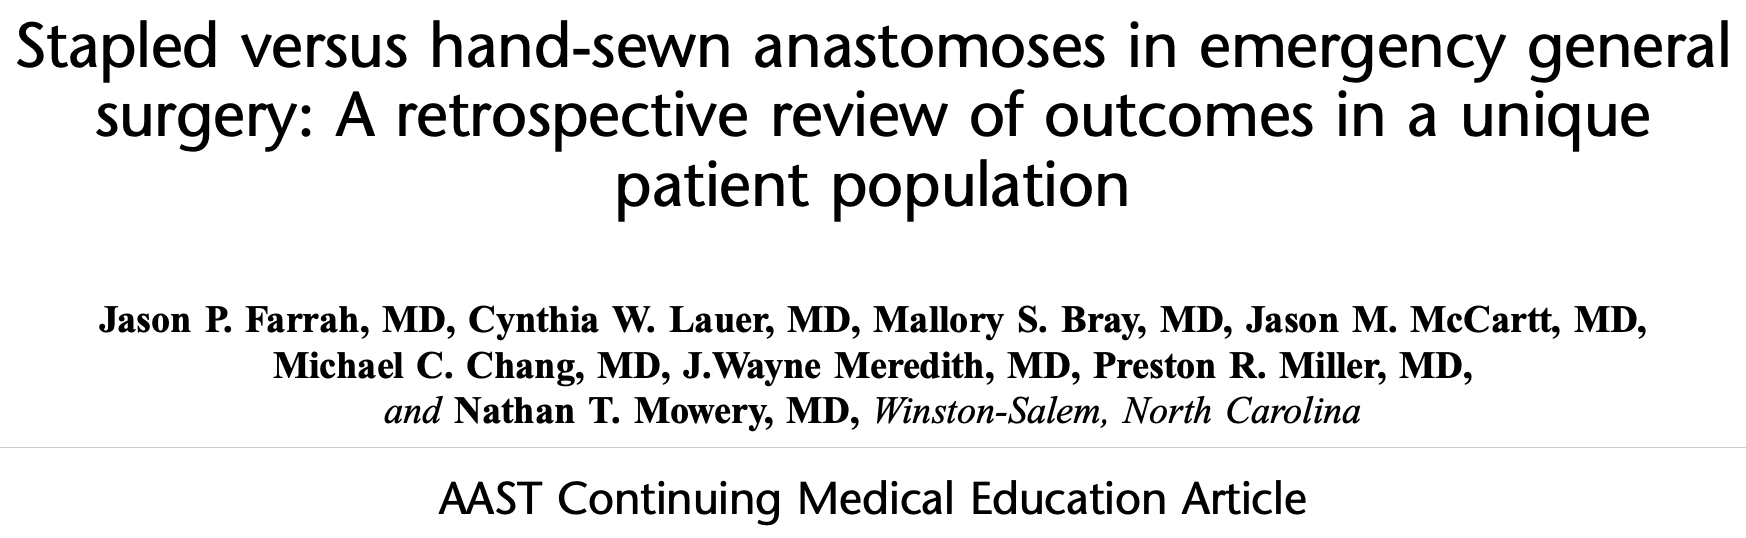 Stapled versus hand-sewn anastomoses in emergency general
surgery: A retrospective review of outcomes in a unique
patient population
Jason P. Farrah, MD, Cynthia W. Lauer, MD, Mallory S. Bray, MD, Jason M. McCartt, MD,
Michael C. Chang, MD, J.Wayne Meredith, MD, Preston R. Miller, MD,
and Nathan T. Mowery, MD, Winston-Salem, North Carolina
AAST Continuing Medical Education Article